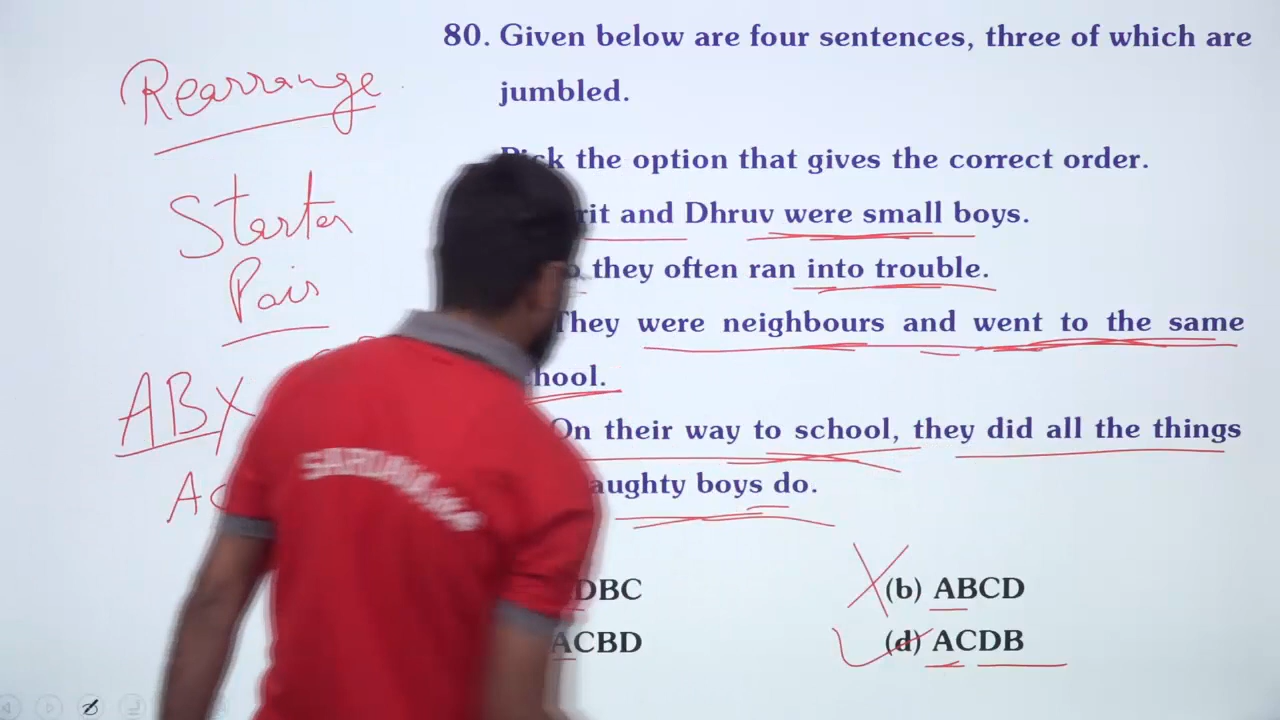 Rearrange
Starter
Pair
ABX
80. Given below are four sentences, three of which are
jumbled.
Pick the option that gives the correct order.
and Dhruv were small boys.
they often ran into trouble.
They were neighbours and went to the same
school.
On their way to school, they did all the things
naughty boys do.
DBC
(b) ABCD
ACBD
(d) ACDB